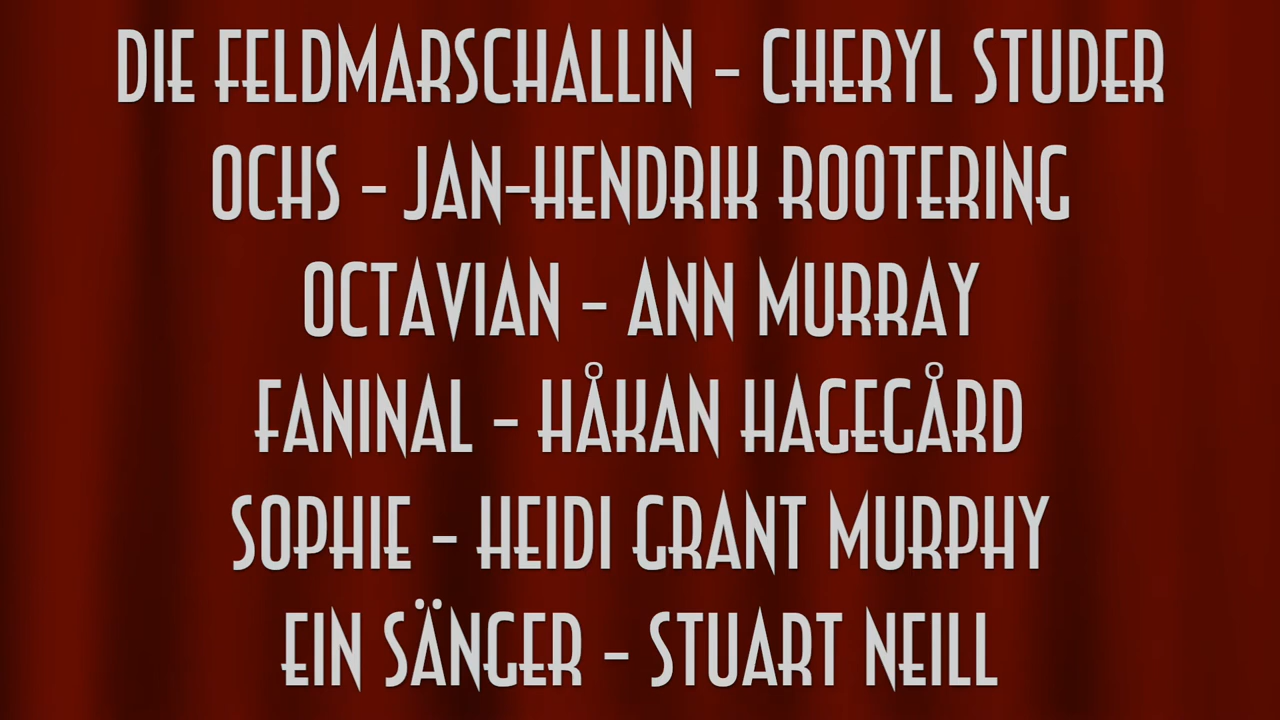 DIE FELDMARSCHALLIN - CHERYL STUDER
OCHS - JAN-HENDRIK ROOTERING
OCTAVIAN - ANN MURRAY
FANINAL - HÅKAN HAGEGÅRD
SOPHIE - HEIDI GRANT MURPHY
EIN SÄNGER - STUART NEILL